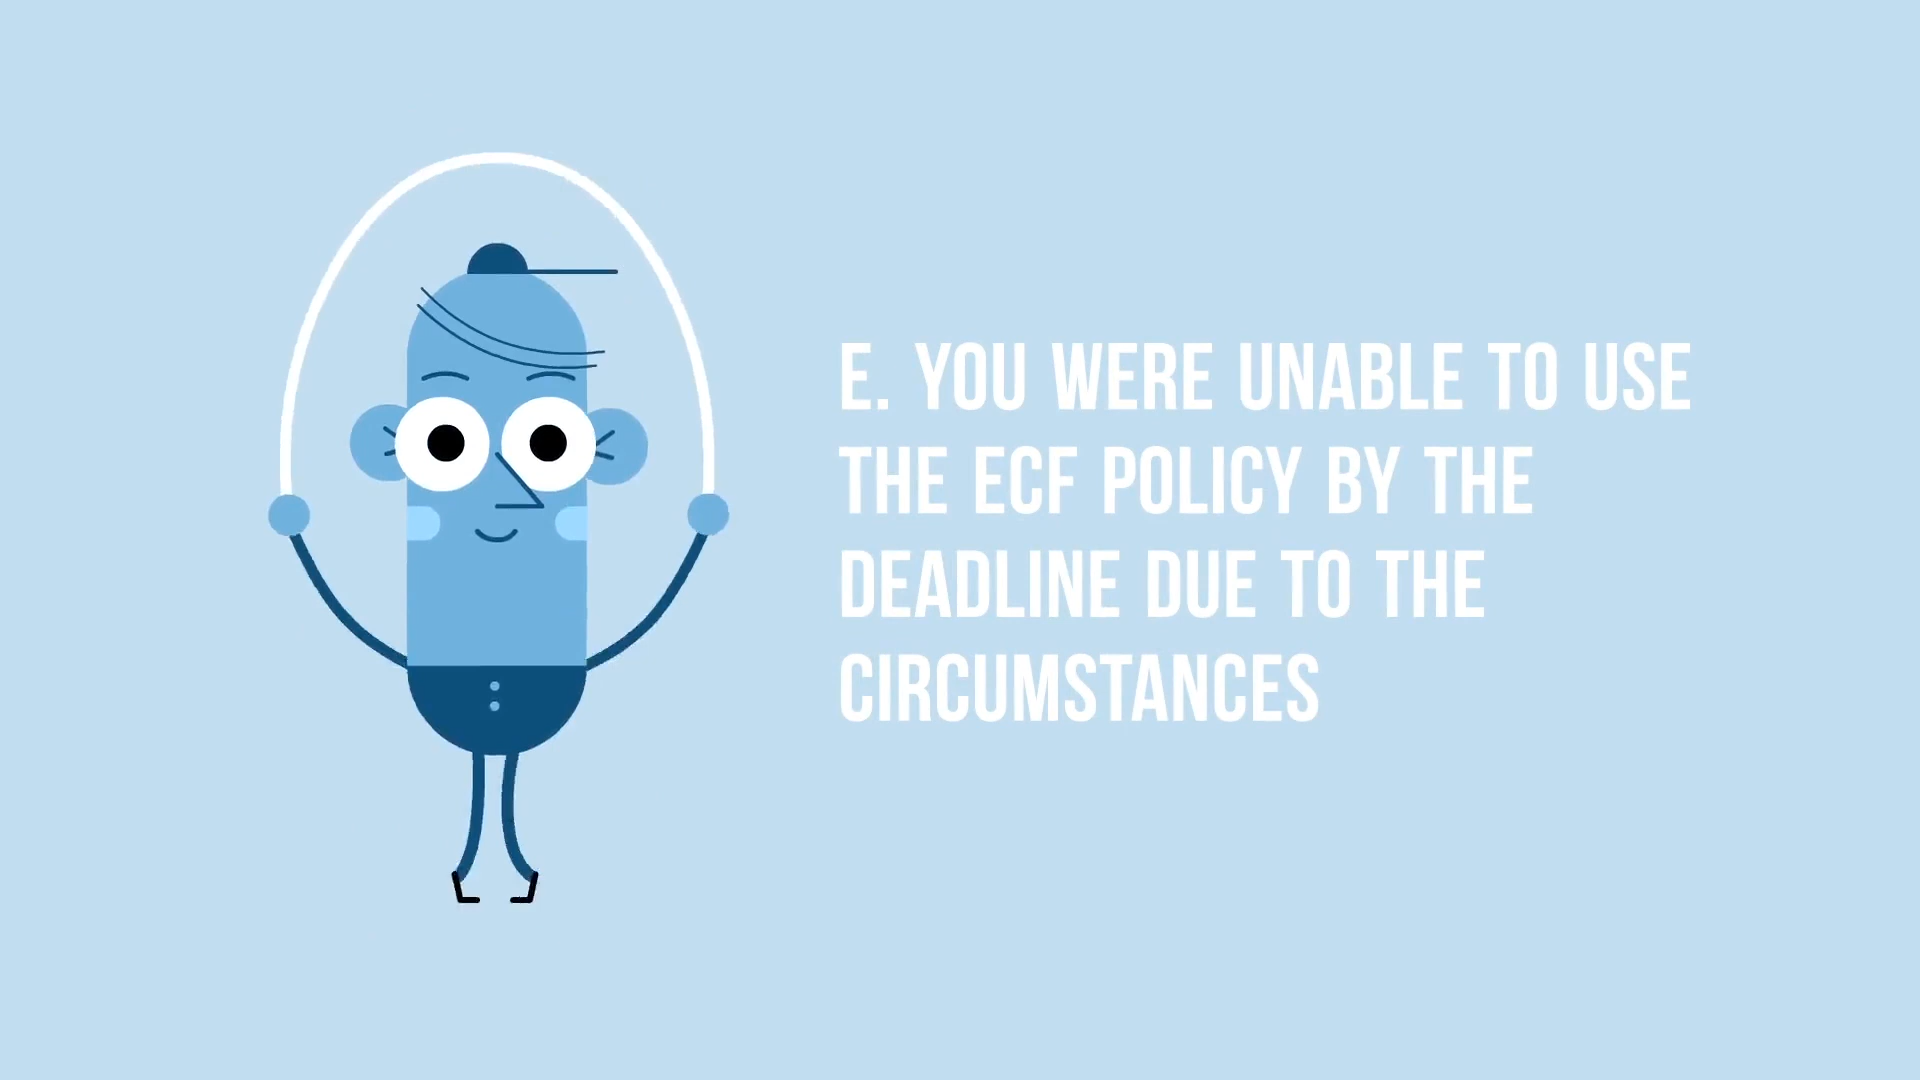 E. YOU WERE UNABLE TO USE
THE ECF POLICY BY THE
DEADLINE DUE TO THE
CIRCUMSTANCES